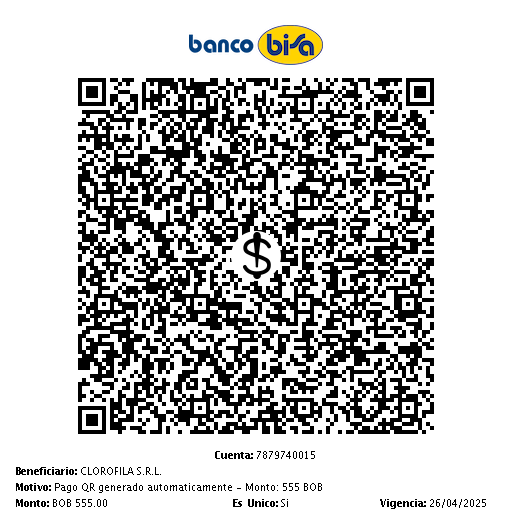 banco bisa
$
Cuenta: 7879740015
Beneficiario: CLOROFILA S.R.L.
Motivo: Pago QR generado automaticamente - Monto: 555 BOB
Monto: BOB 555.00 Es Unico: Si Vigencia: 26/04/2025